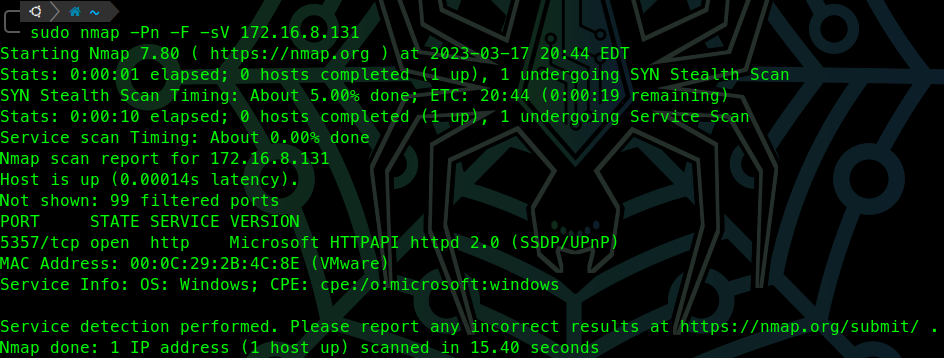 ~
sudo nmap -Pn -F -sV 172.16.8.131
Starting Nmap 7.80 ( https://nmap.org ) at 2023-03-17 20:44 EDT
Stats: 0:00:01 elapsed; 0 hosts completed (1 up), 1 undergoing SYN Stealth Scan
SYN Stealth Scan Timing: About 5.00% done; ETC: 20:44 (0:00:19 remaining)
Stats: 0:00:10 elapsed; 0 hosts completed (1 up), 1 undergoing Service Scan
Service scan Timing: About 0.00% done
Nmap scan report for 172.16.8.131
Host is up (0.00014s latency).
Not shown: 99 filtered ports
PORT     STATE SERVICE VERSION
5357/tcp open  http    Microsoft HTTPAPI httpd 2.0 (SSDP/UPnP)
MAC Address: 00:0C:29:2B:4C:8E (VMware)
Service Info: OS: Windows; CPE: cpe:/o:microsoft:windows
Service detection performed. Please report any incorrect results at https://nmap.org/submit/ .
Nmap done: 1 IP address (1 host up) scanned in 15.40 seconds